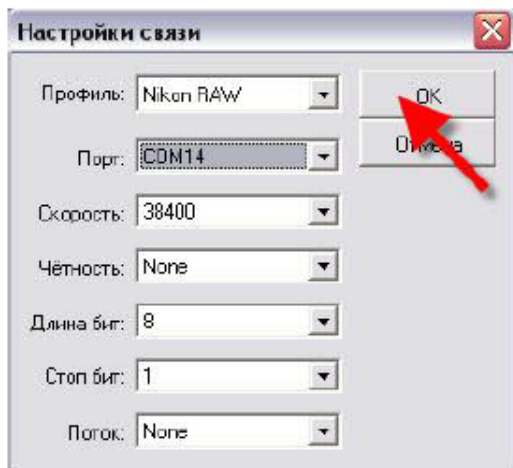 Настройки связи
Профиль: Nikon RAW
OK
Порт: COM14
Отмена
Скорость: 38400
Чётность: None
Длина бит: 8
Стоп бит: 1
Поток: None